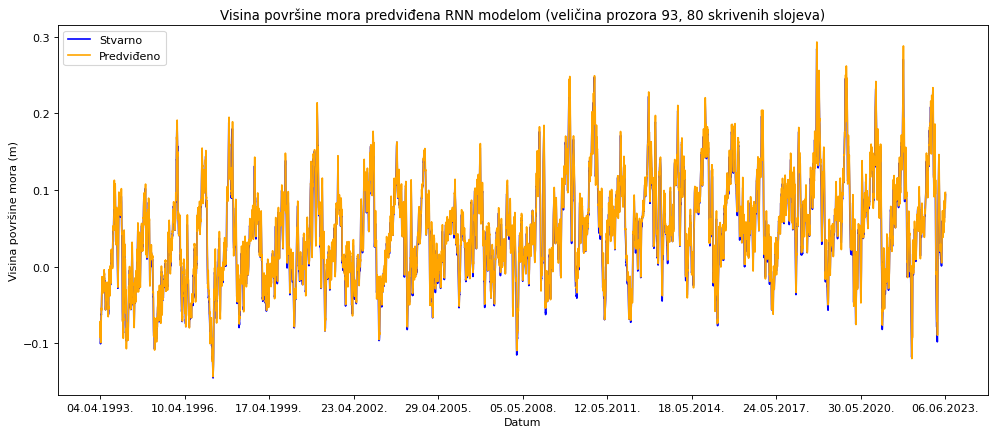 Visina površine mora predviđena RNN modelom (veličina prozora 93, 80 skrivenih slojeva)
Stvarno
Predviđeno
Visina površine mora (m)
0.3
0.2
0.1
0.0
−0.1
04.04.1993. 10.04.1996. 17.04.1999. 23.04.2002. 29.04.2005. 05.05.2008. 12.05.2011. 18.05.2014. 24.05.2017. 30.05.2020. 06.06.2023.
Datum